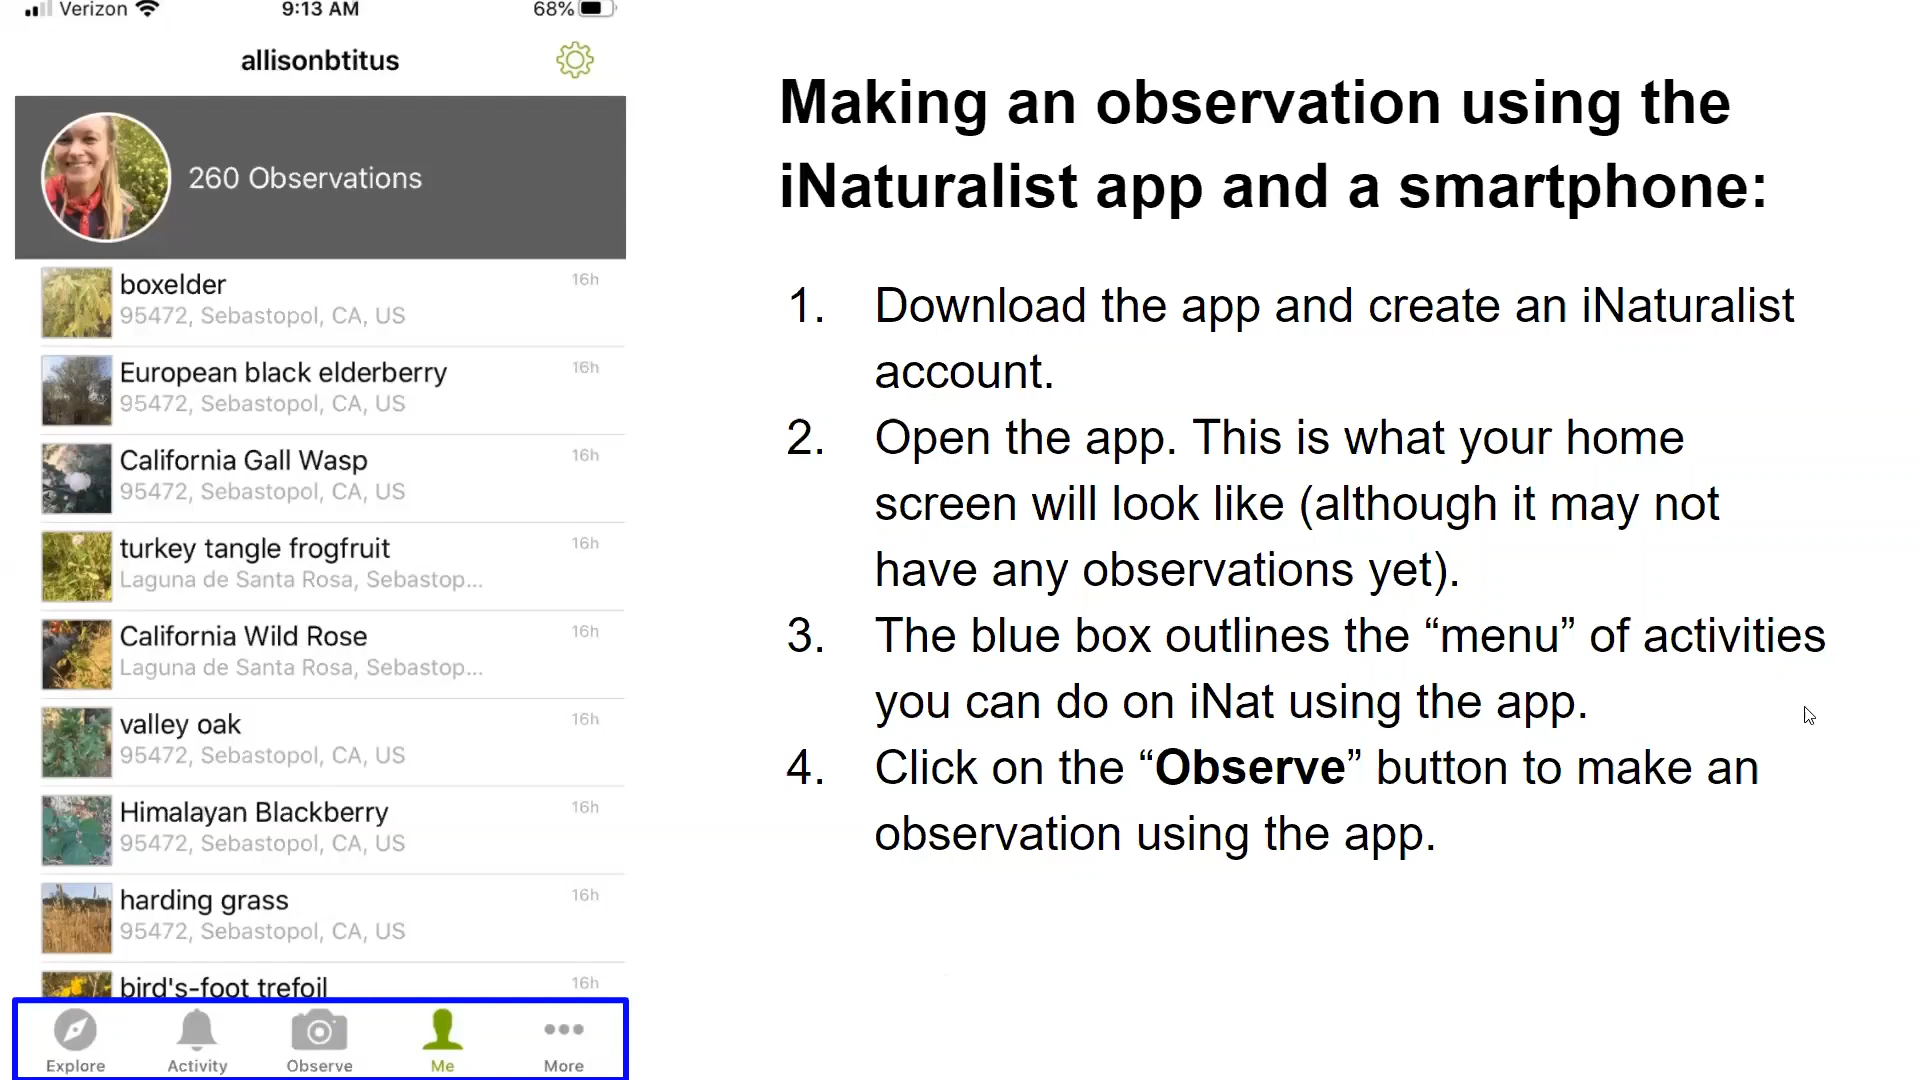 Verizon 9:13 AM 68%
allisonbtitus
260 Observations
boxelder 16h
95472, Sebastopol, CA, US
European black elderberry 16h
95472, Sebastopol, CA, US
California Gall Wasp 16h
95472, Sebastopol, CA, US
turkey tangle frogfruit 16h
Laguna de Santa Rosa, Sebastop...
California Wild Rose 16h
Laguna de Santa Rosa, Sebastop...
valley oak 16h
95472, Sebastopol, CA, US
Himalayan Blackberry 16h
95472, Sebastopol, CA, US
harding grass 16h
95472, Sebastopol, CA, US
bird's-foot trefoil 16h
Explore Activity Observe Me More
Making an observation using the
iNaturalist app and a smartphone:
1. Download the app and create an iNaturalist
account.
2. Open the app. This is what your home
screen will look like (although it may not
have any observations yet).
3. The blue box outlines the “menu” of activities
you can do on iNat using the app.
4. Click on the “Observe” button to make an
observation using the app.